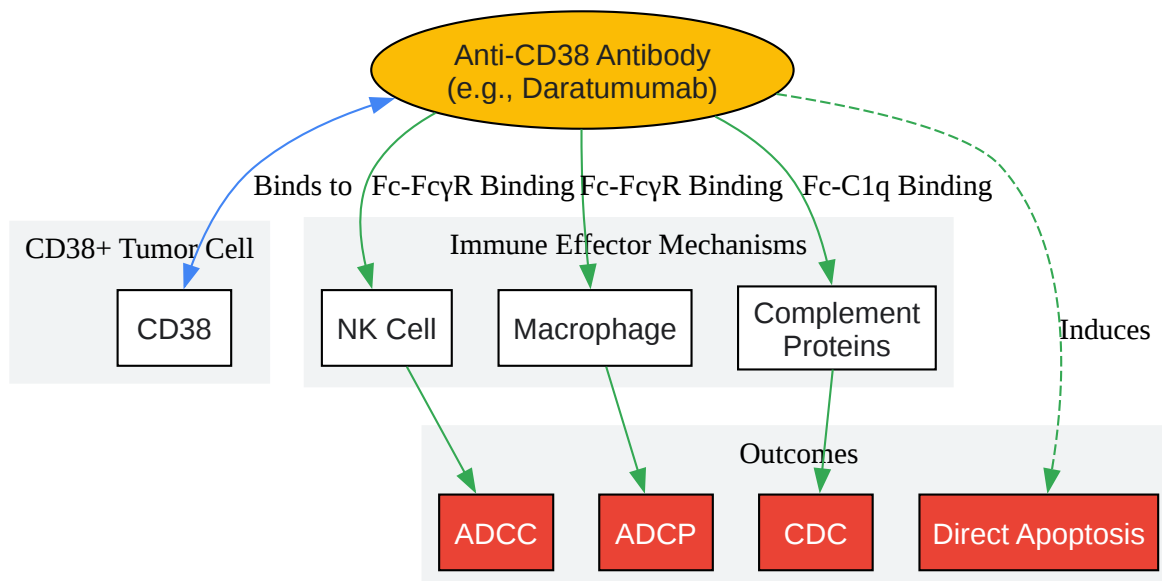 Anti-CD38 Antibody
(e.g., Daratumumab)
Binds to
Fc-FcγR Binding
Fc-FcγR Binding
Fc-C1q Binding
CD38+ Tumor Cell
Immune Effector Mechanisms
CD38
NK Cell
Macrophage
Complement
Proteins
Induces
Outcomes
ADCC
ADCP
CDC
Direct Apoptosis